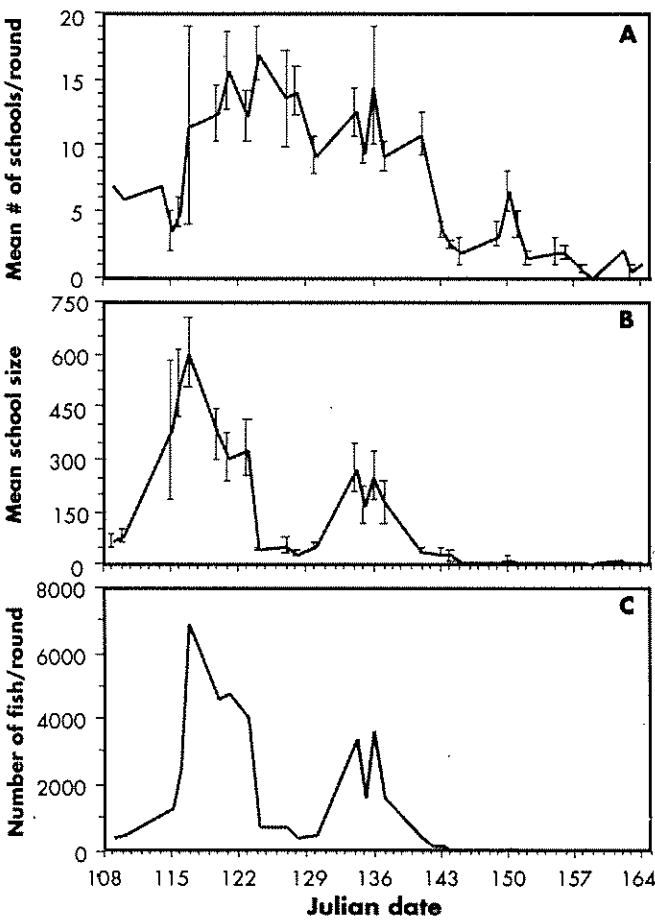 Mean # of schools/round
20
15
10
5
0
A
Mean school size
750
600
450
300
150
0
B
Number of fish/round
8000
6000
4000
2000
0
C
108 115 122 129 136 143 150 157 164
Julian date